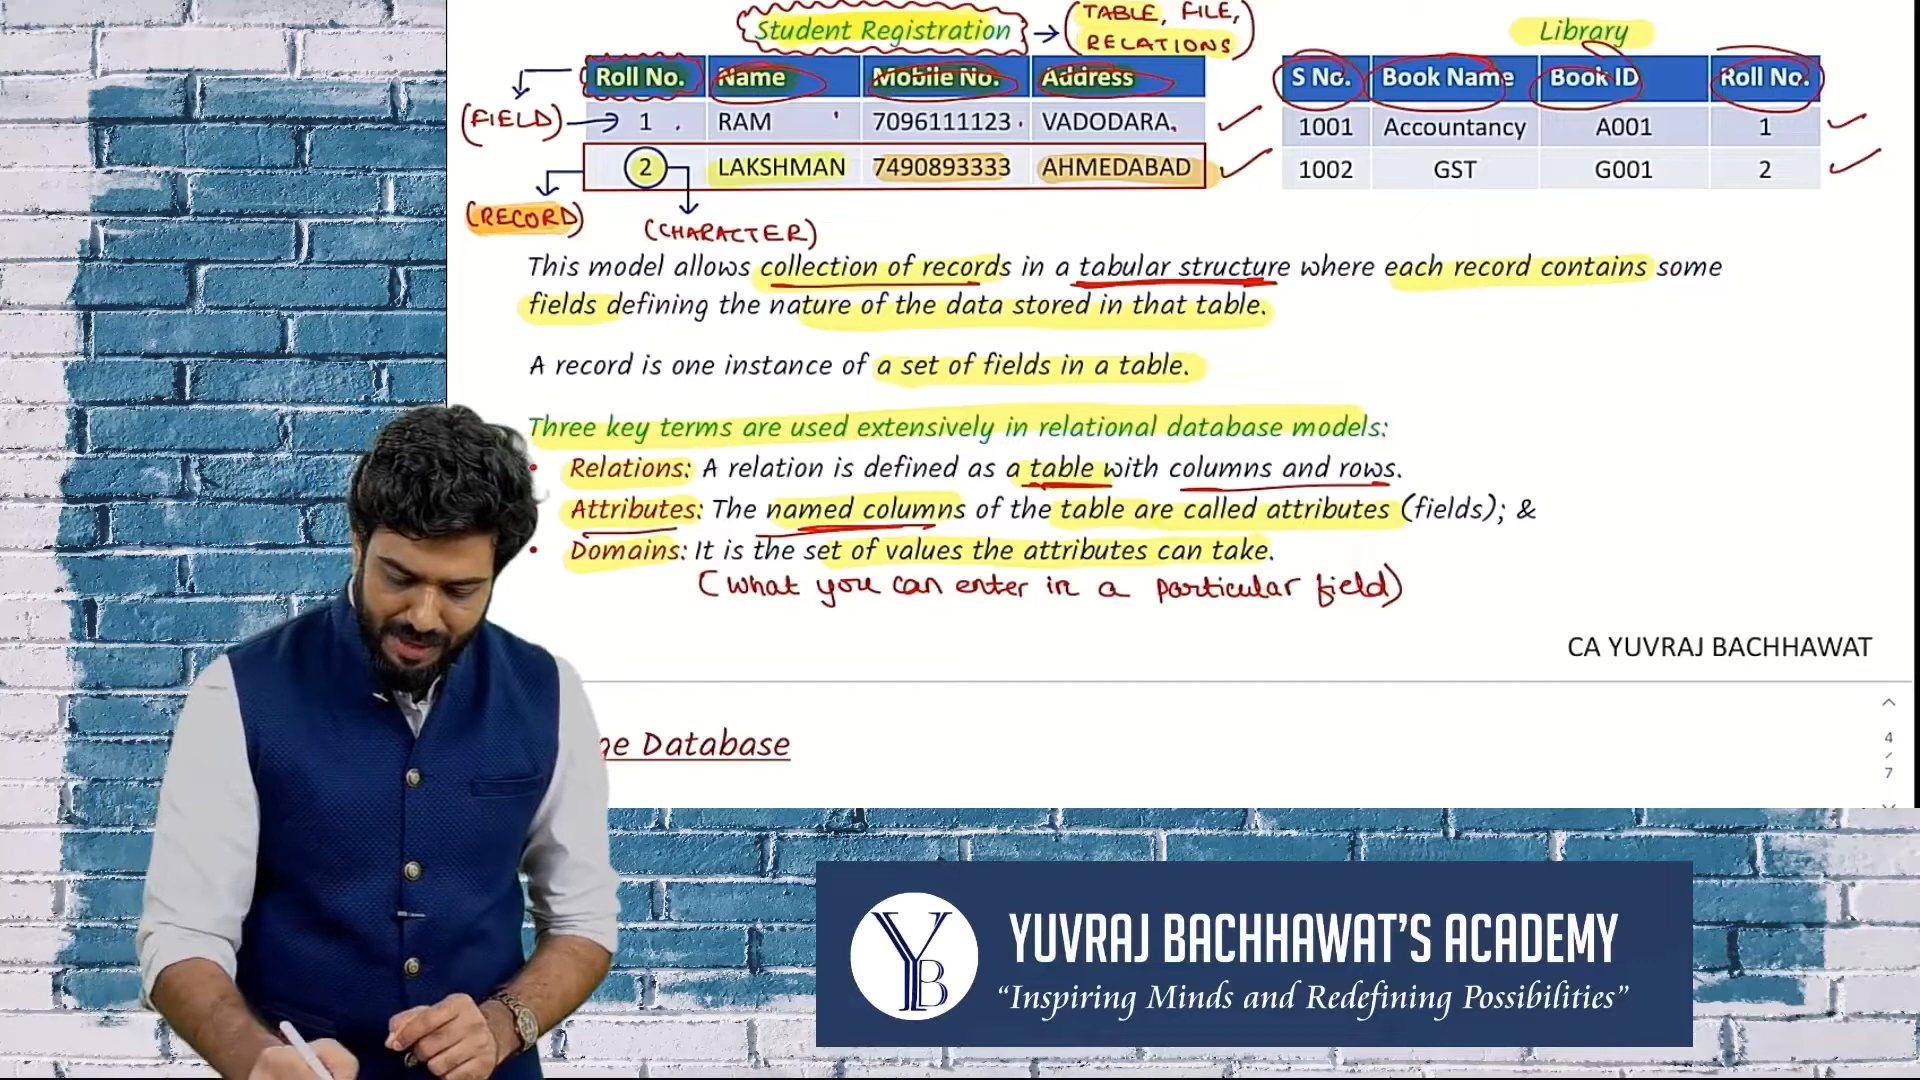 Student Registration → (TABLE, FILE, RELATIONS)
Library
Roll No. Name Mobile No. Address
S No. Book Name Book ID Roll No.
(FIELD) → 1 RAM 7096111123 VADODARA
1001 Accountancy A001 1
2 LAKSHMAN 7490893333 AHMEDABAD
1002 GST G001 2
(RECORD)
(CHARACTER)
This model allows collection of records in a tabular structure where each record contains some
fields defining the nature of the data stored in that table.
A record is one instance of a set of fields in a table.
Three key terms are used extensively in relational database models:
• Relations: A relation is defined as a table with columns and rows.
Attributes: The named columns of the table are called attributes (fields); &
• Domains: It is the set of values the attributes can take.
(what you can enter in a particular field)
CA YUVRAJ BACHHAWAT
4
/
7
ge Database
YB
YUVRAJ BACHHAWAT'S ACADEMY
"Inspiring Minds and Redefining Possibilities"